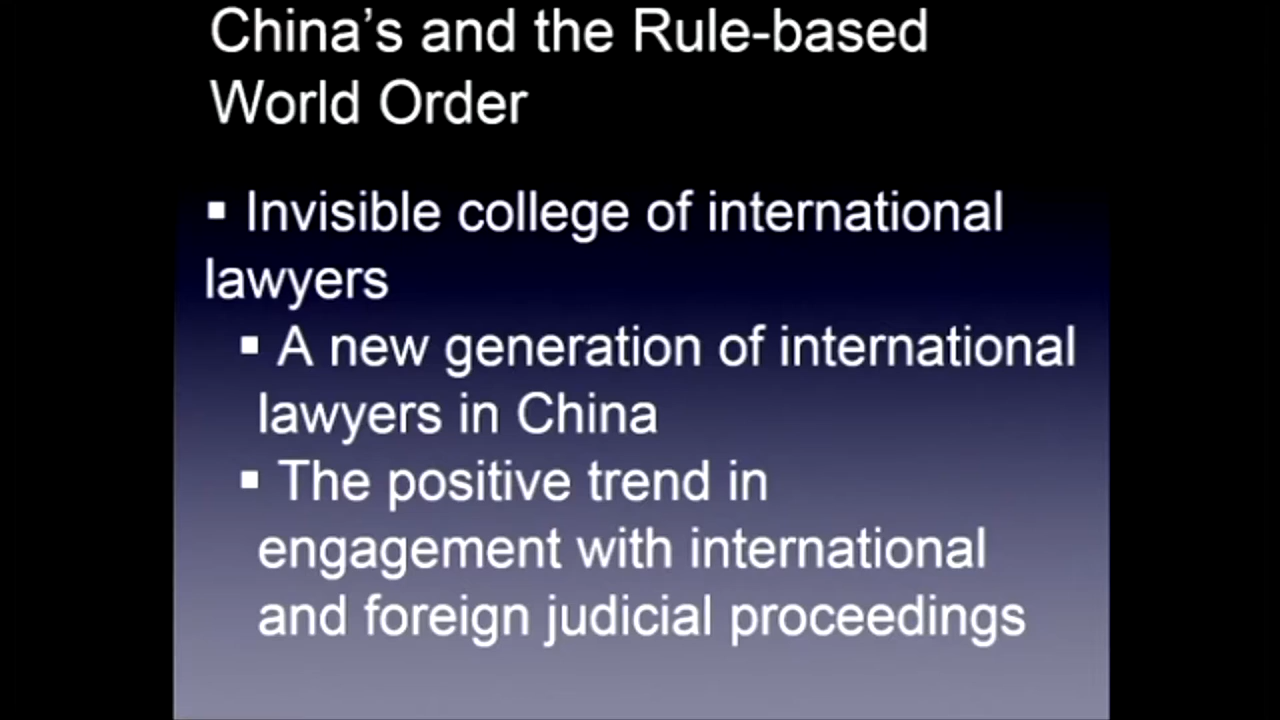 China’s and the Rule-based
World Order
▪ Invisible college of international
lawyers
▪ A new generation of international
lawyers in China
▪ The positive trend in
engagement with international
and foreign judicial proceedings